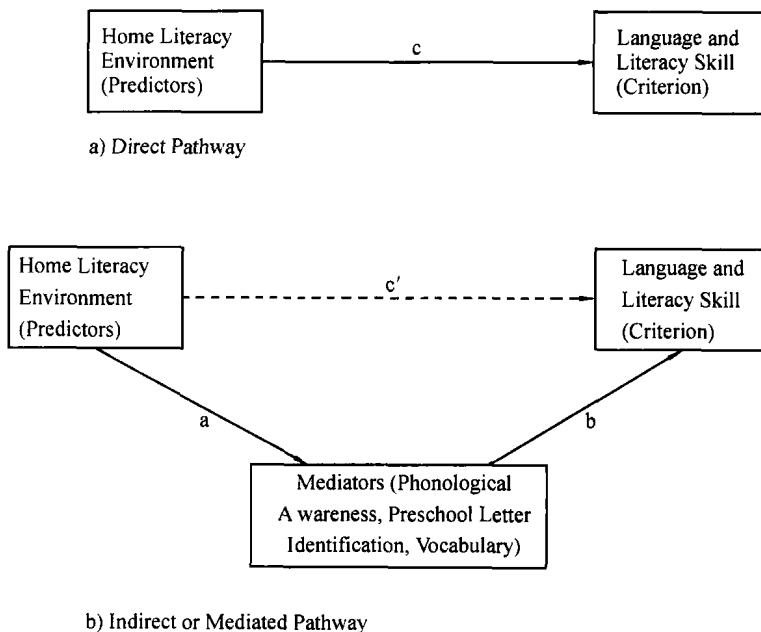 Home Literacy
Environment
(Predictors)
c
Language and
Literacy Skill
(Criterion)
a) Direct Pathway
Home Literacy
Environment
(Predictors)
c'
Language and
Literacy Skill
(Criterion)
a
b
Mediators (Phonological
A wareness, Preschool Letter
Identification, Vocabulary)
b) Indirect or Mediated Pathway